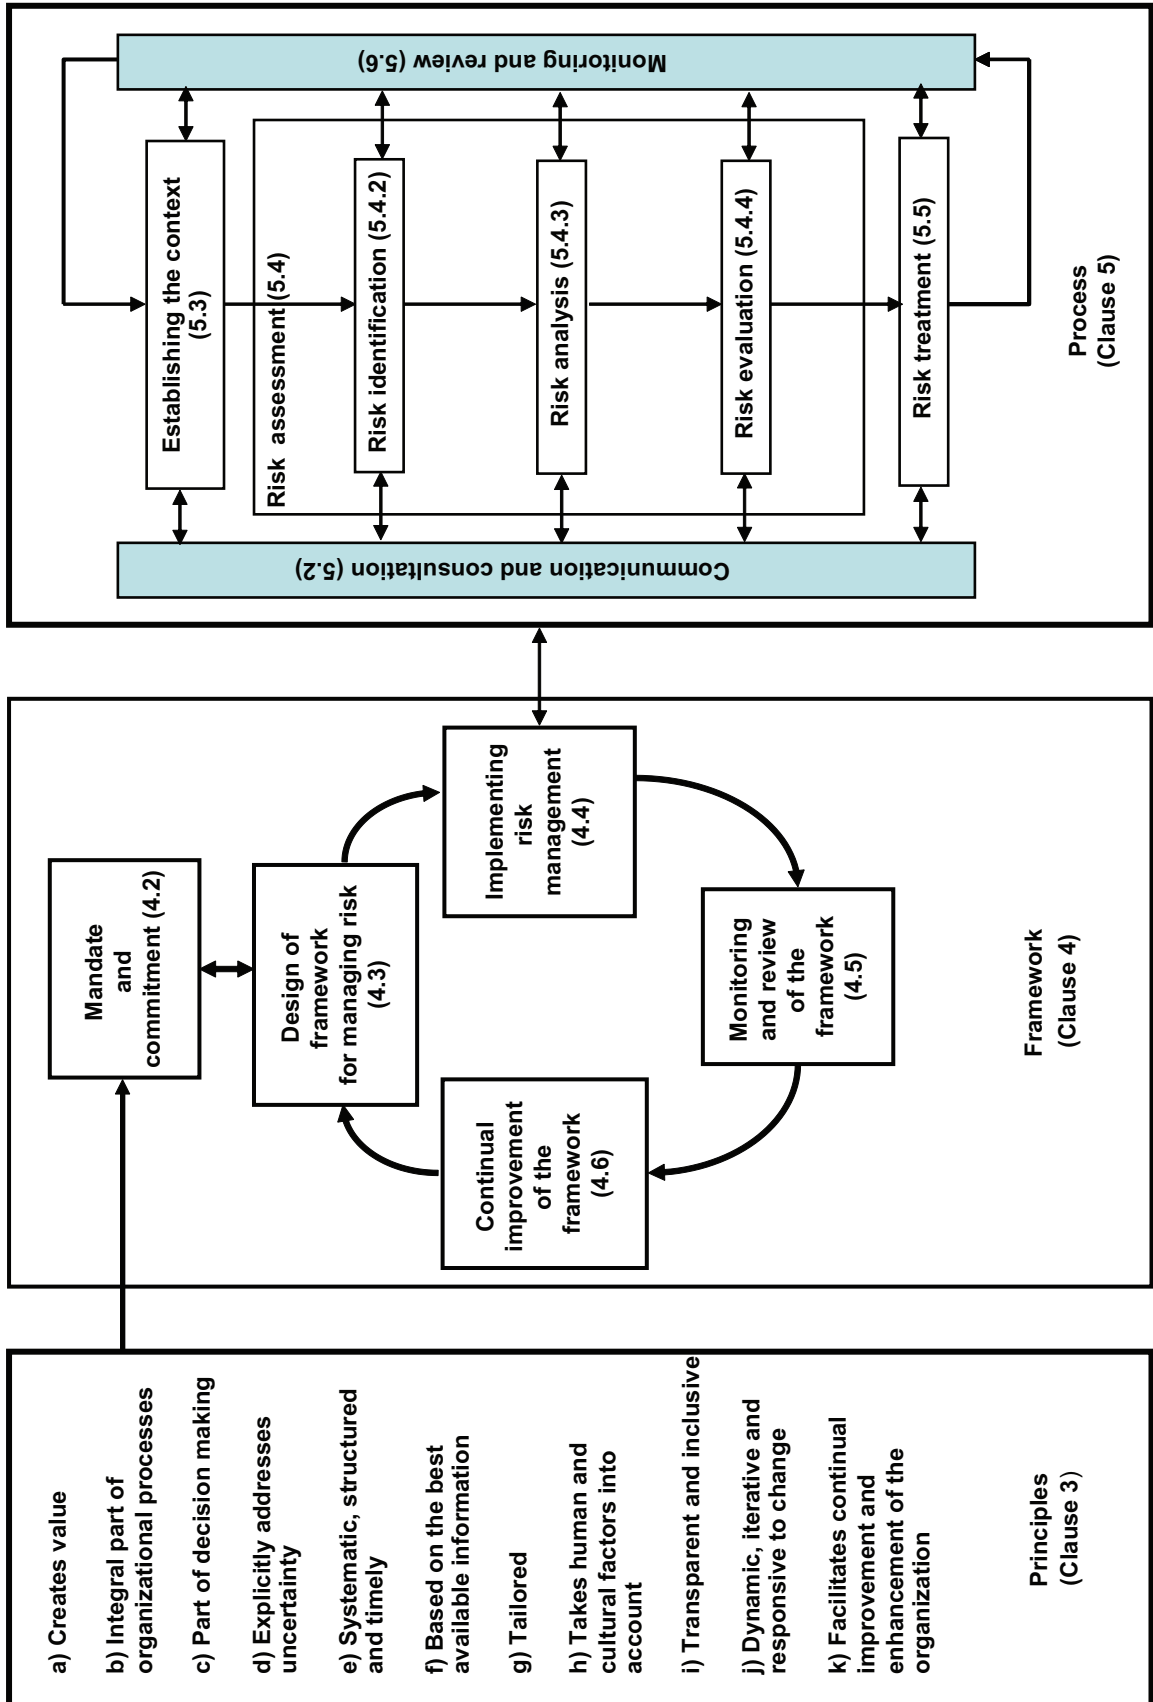 a) Creates value
b) Integral part of
organizational processes
c) Part of decision making
d) Explicitly addresses
uncertainty
e) Systematic, structured
and timely
f) Based on the best
available information
g) Tailored
h) Takes human and
cultural factors into
account
i) Transparent and inclusive
j) Dynamic, iterative and
responsive to change
k) Facilitates continual
improvement and
enhancement of the
organization
Principles
(Clause 3)
Mandate
and
commitment (4.2)
Design of
framework
for managing risk
(4.3)
Implementing
risk
management
(4.4)
Monitoring
and review
of the
framework
(4.5)
Continual
improvement
of the
framework
(4.6)
Framework
(Clause 4)
Communication and consultation (5.2)
Establishing the context
(5.3)
Risk assessment (5.4)
Risk identification (5.4.2)
Risk analysis (5.4.3)
Risk evaluation (5.4.4)
Risk treatment (5.5)
Monitoring and review (5.6)
Process
(Clause 5)